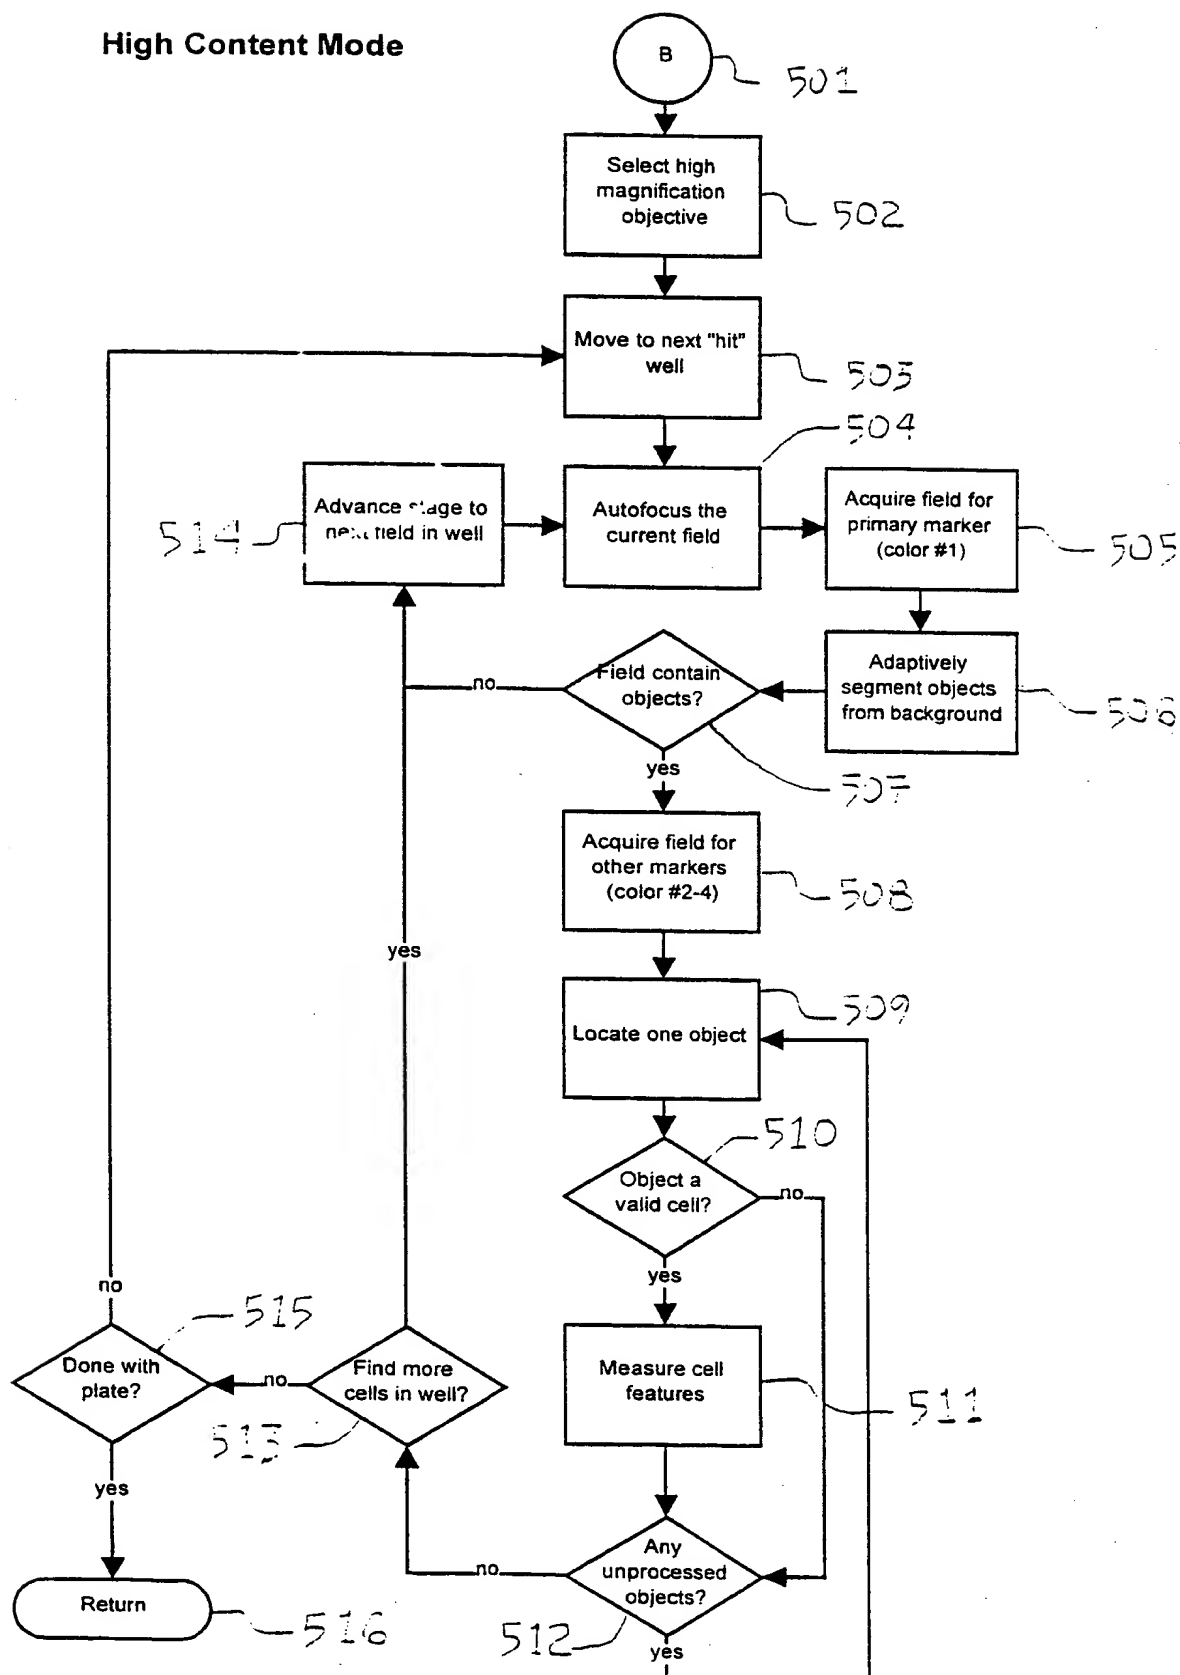 High Content Mode
B
501
Select high
magnification
objective
502
Move to next "hit"
well
503
504
Advance stage to
next field in well
514
Autofocus the
current field
Acquire field for
primary marker
(color #1)
505
Field contain
objects?
no
Adaptively
segment objects
from background
506
yes
507
Acquire field for
other markers
(color #2-4)
508
yes
509
Locate one object
510
Object a
valid cell?
no
yes
no
515
Done with
plate?
no
Find more
cells in well?
Measure cell
features
511
513
yes
Any
unprocessed
objects?
no
Return
516
512
yes